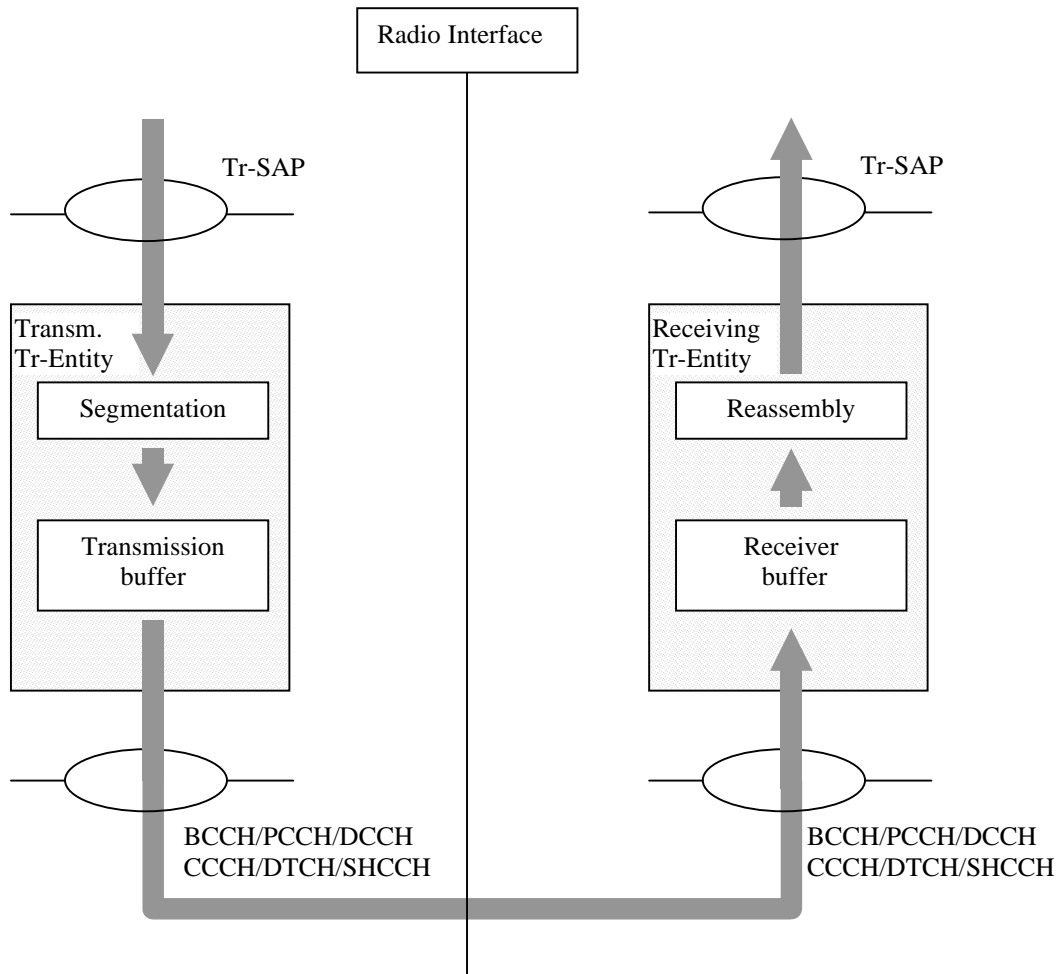 Radio Interface
Tr-SAP
Tr-SAP
Transm.
Tr-Entity
Receiving
Tr-Entity
Segmentation
Reassembly
Transmission
buffer
Receiver
buffer
BCCH/PCCH/DCCH
CCCH/DTCH/SHCCH
BCCH/PCCH/DCCH
CCCH/DTCH/SHCCH